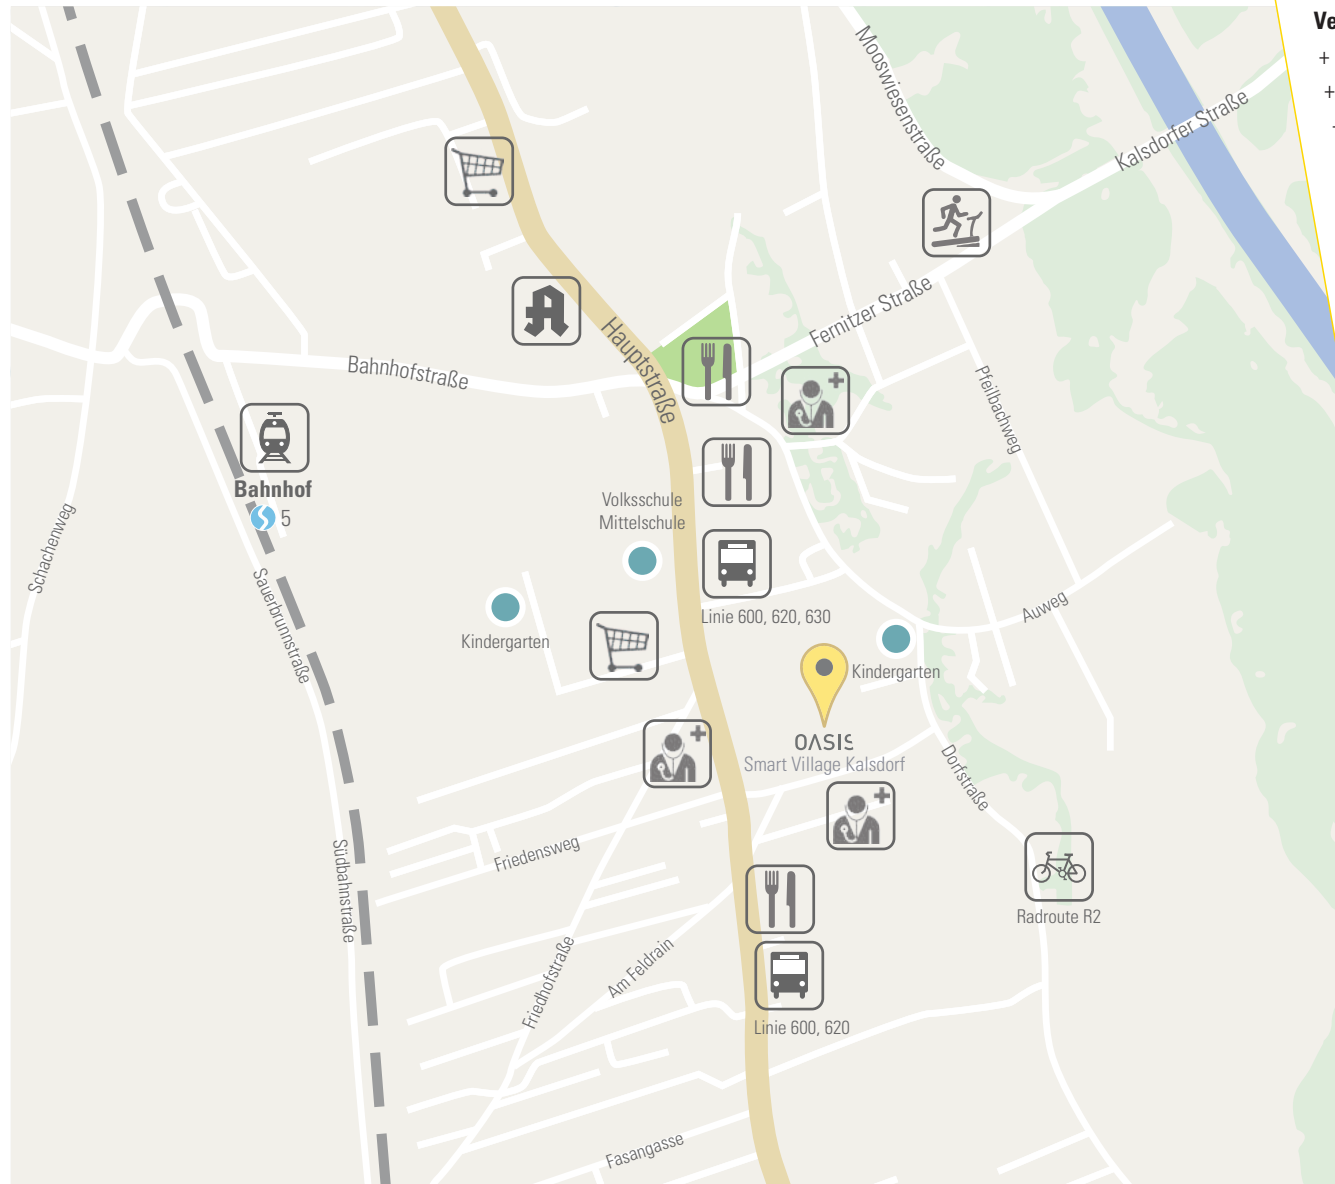 Ve
+
+
Mooswiesenstraße
Kalsdorfer Straße
Fernitzer Straße
Hauptstraße
Bahnhofstraße
Pfeilbachweg
Bahnhof
5
Volksschule
Mittelschule
Schachenweg
Sauerbrunnstraße
Linie 600, 620, 630
Auweg
Kindergarten
Kindergarten
OASIS
Smart Village Kalsdorf
Dorfstraße
Friedensweg
Südbahnstraße
Radroute R2
Friedhofstraße
Am Feldrain
Linie 600, 620
Fasangasse